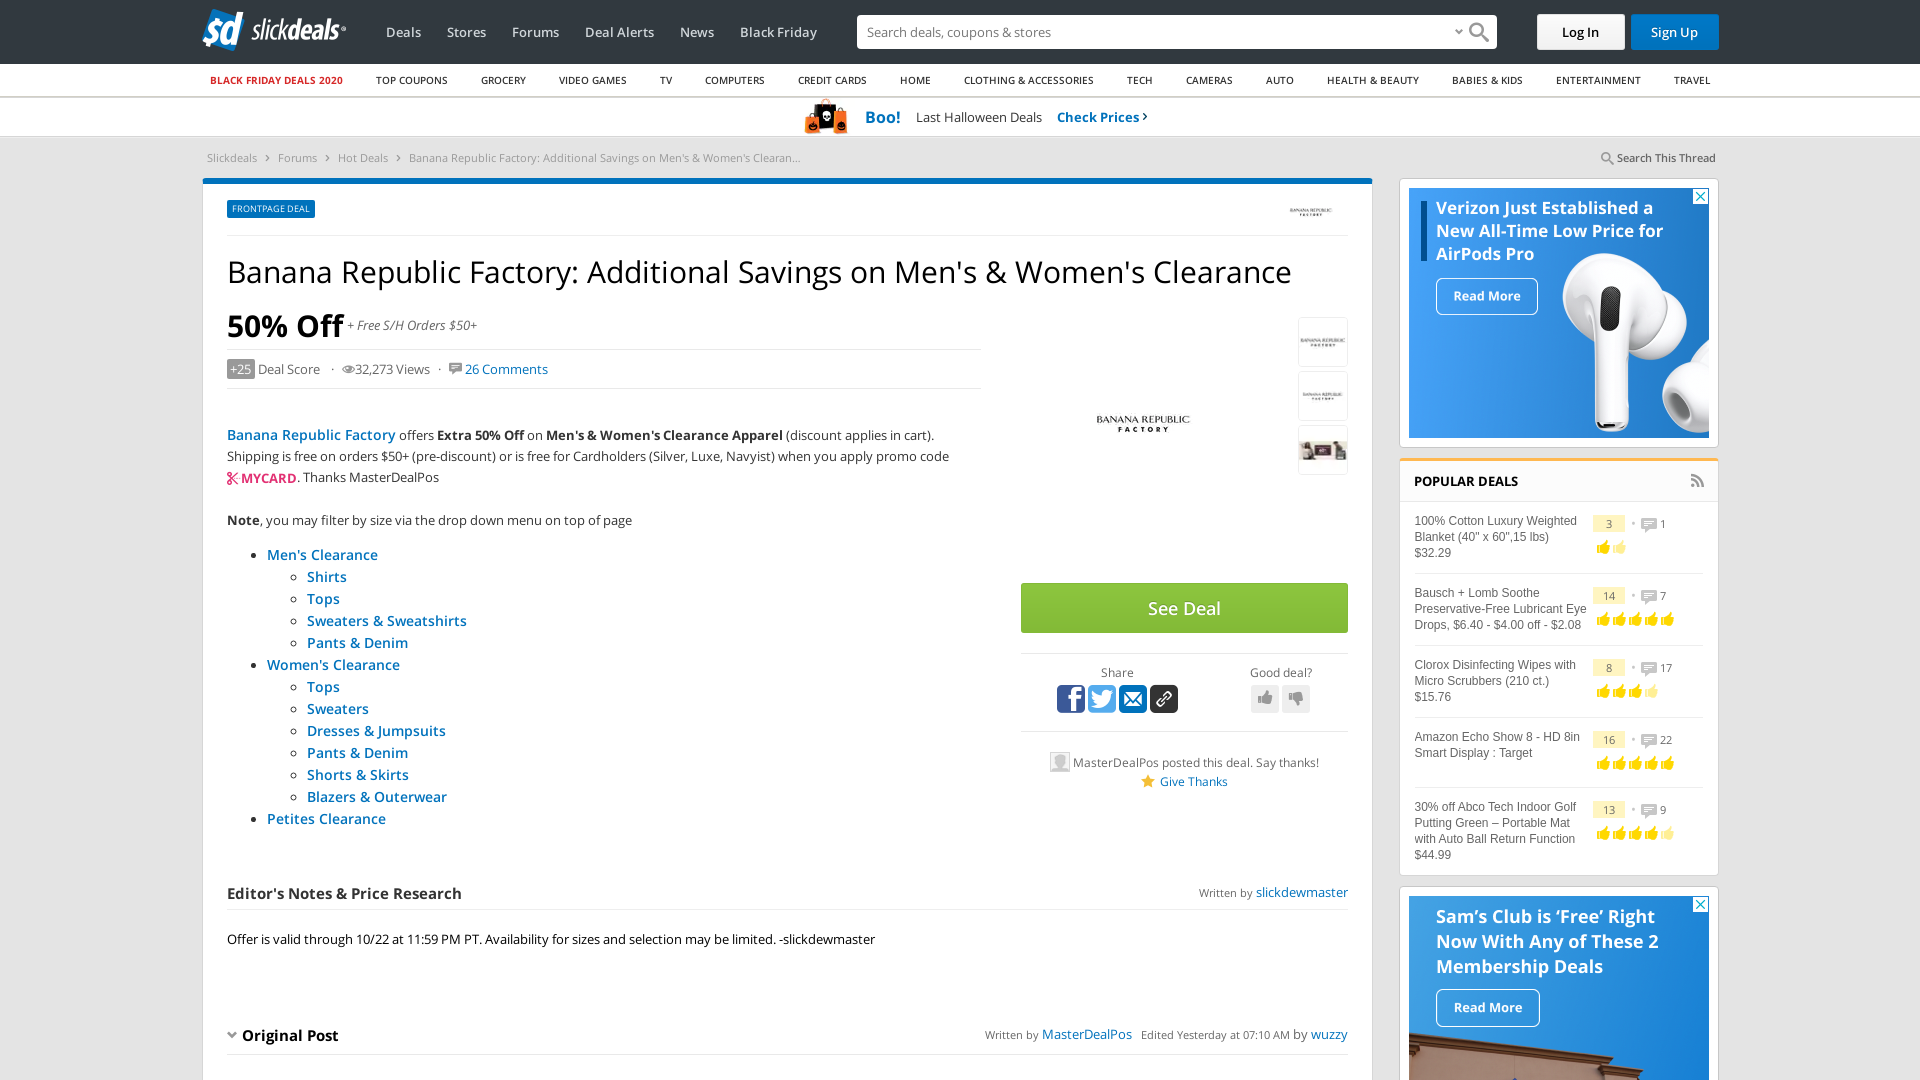 slickdeals
Deals
Stores
Forums
Deal Alerts
News
Black Friday
Search deals, coupons & stores
Log In
Sign Up
BLACK FRIDAY DEALS 2020
TOP COUPONS
GROCERY
VIDEO GAMES
TV
COMPUTERS
CREDIT CARDS
HOME
CLOTHING & ACCESSORIES
TECH
CAMERAS
AUTO
HEALTH & BEAUTY
BABIES & KIDS
ENTERTAINMENT
TRAVEL
Boo! Last Halloween Deals Check Prices
Slickdeals > Forums > Hot Deals > Banana Republic Factory: Additional Savings on Men's & Women's Clearan...
Search This Thread
FRONTPAGE DEAL
BANANA REPUBLIC
FACTORY
Banana Republic Factory: Additional Savings on Men's & Women's Clearance
50% Off + Free S/H Orders $50+
+25 Deal Score · 32,273 Views · 26 Comments
Banana Republic Factory offers Extra 50% Off on Men's & Women's Clearance Apparel (discount applies in cart).
Shipping is free on orders $50+ (pre-discount) or is free for Cardholders (Silver, Luxe, Navyist) when you apply promo code
MYCARD. Thanks MasterDealPos
Note, you may filter by size via the drop down menu on top of page
Men's Clearance
Shirts
Tops
Sweaters & Sweatshirts
Pants & Denim
Women's Clearance
Tops
Sweaters
Dresses & Jumpsuits
Pants & Denim
Shorts & Skirts
Blazers & Outerwear
Petites Clearance
BANANA REPUBLIC
FACTORY
BANANA REPUBLIC
FACTORY
BANANA REPUBLIC
FACTORY
See Deal
Share
Good deal?
MasterDealPos posted this deal. Say thanks!
Give Thanks
Editor's Notes & Price Research
Written by slickdewmaster
Offer is valid through 10/22 at 11:59 PM PT. Availability for sizes and selection may be limited. -slickdewmaster
Original Post
Written by MasterDealPos Edited Yesterday at 07:10 AM by wuzzy
Verizon Just Established a
New All-Time Low Price for
AirPods Pro
Read More
POPULAR DEALS
100% Cotton Luxury Weighted
Blanket (40" x 60",15 lbs)
$32.29
3 • 1
Bausch + Lomb Soothe
Preservative-Free Lubricant Eye
Drops, $6.40 - $4.00 off - $2.08
14 • 7
Clorox Disinfecting Wipes with
Micro Scrubbers (210 ct.)
$15.76
8 • 17
Amazon Echo Show 8 - HD 8in
Smart Display : Target
16 • 22
30% off Abco Tech Indoor Golf
Putting Green – Portable Mat
with Auto Ball Return Function
$44.99
13 • 9
Sam's Club is ‘Free’ Right
Now With Any of These 2
Membership Deals
Read More